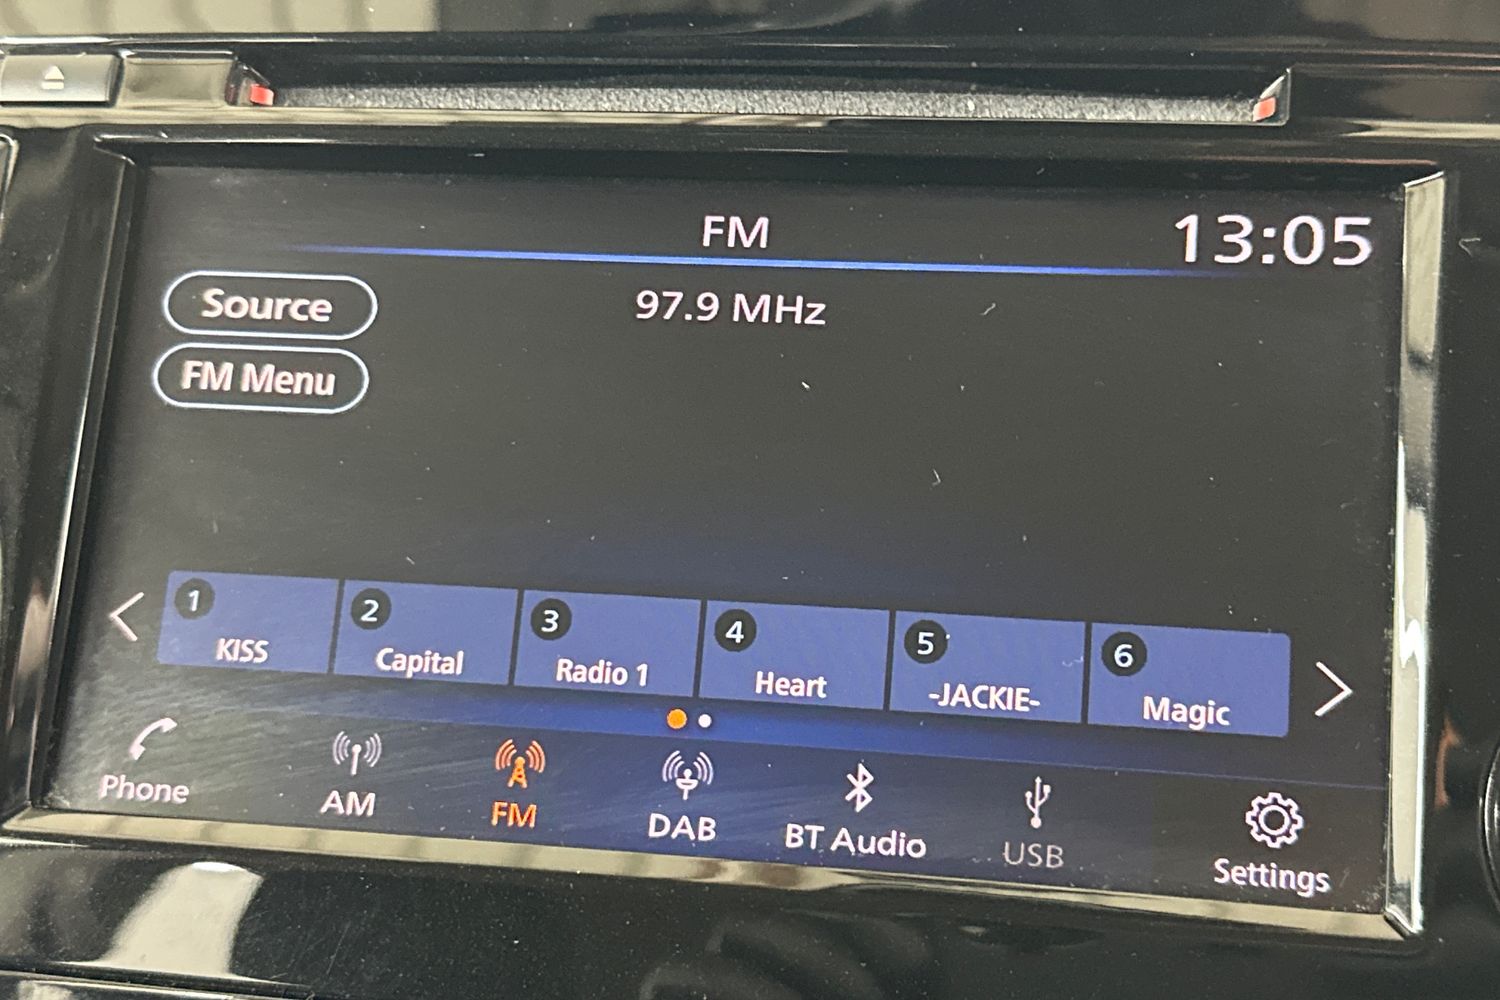 FM
13:05
Source
97.9 MHz
FM Menu
1
KISS
2
Capital
3
Radio 1
4
Heart
5
-JACKIE-
6
Magic
Phone
AM
FM
DAB
BT Audio
USB
Settings